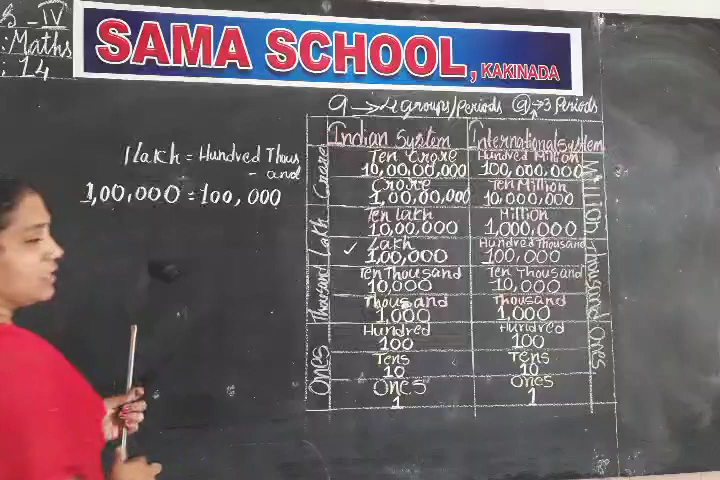 S - IV
: Maths
: 14
SAMA SCHOOL, KAKINADA
9 → 4 groups/periods 9 → 3 Periods
Indian System International System
Crore Ten Crore 10,00,00,000 Hundred Million 100,000,000 Million
Crore 1,00,00,000 Ten Million 10,000,000
Lakh Ten Lakh 10,00,000 Million 1,000,000
✓ Lakh 1,00,000 Hundred Thousand 100,000 Thousand
Thousand Ten Thousand 10,000 Ten Thousand 10,000
Thousand 1,000 Thousand 1,000
Ones Hundred 100 Hundred 100 Ones
Tens 10 Tens 10
Ones 1 Ones 1
1 Lakh = Hundred Thous
- and
1,00,000 = 100,000